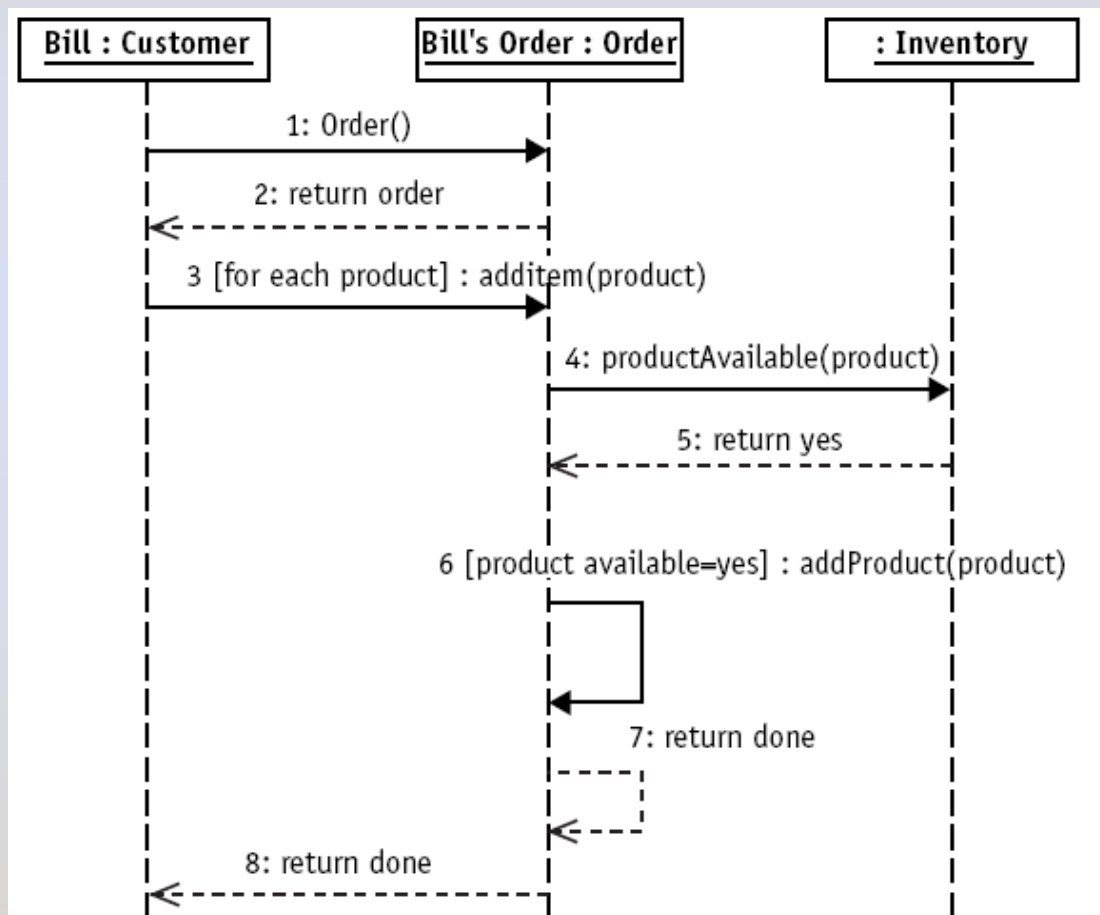 Bill : Customer
Bill's Order : Order
: Inventory
1: Order()
2: return order
3 [for each product] : additem(product)
4: productAvailable(product)
5: return yes
6 [product available=yes] : addProduct(product)
7: return done
8: return done